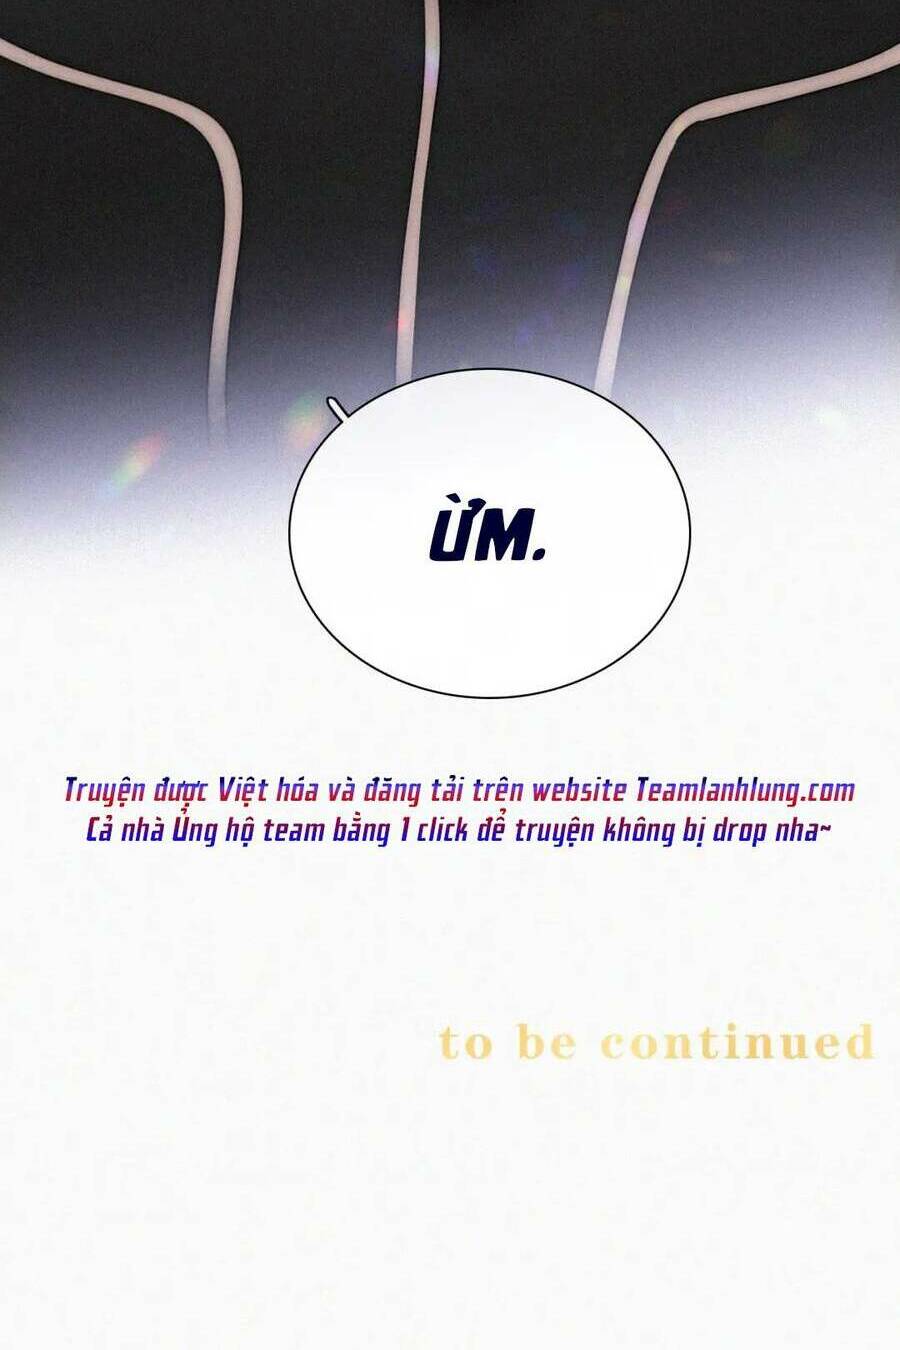 ỪM.
Truyện được Việt hóa và đăng tải trên website Teamlanhlung.com
Cả nhà Ủng hộ team bằng 1 click để truyện không bị drop nha~
to be continued